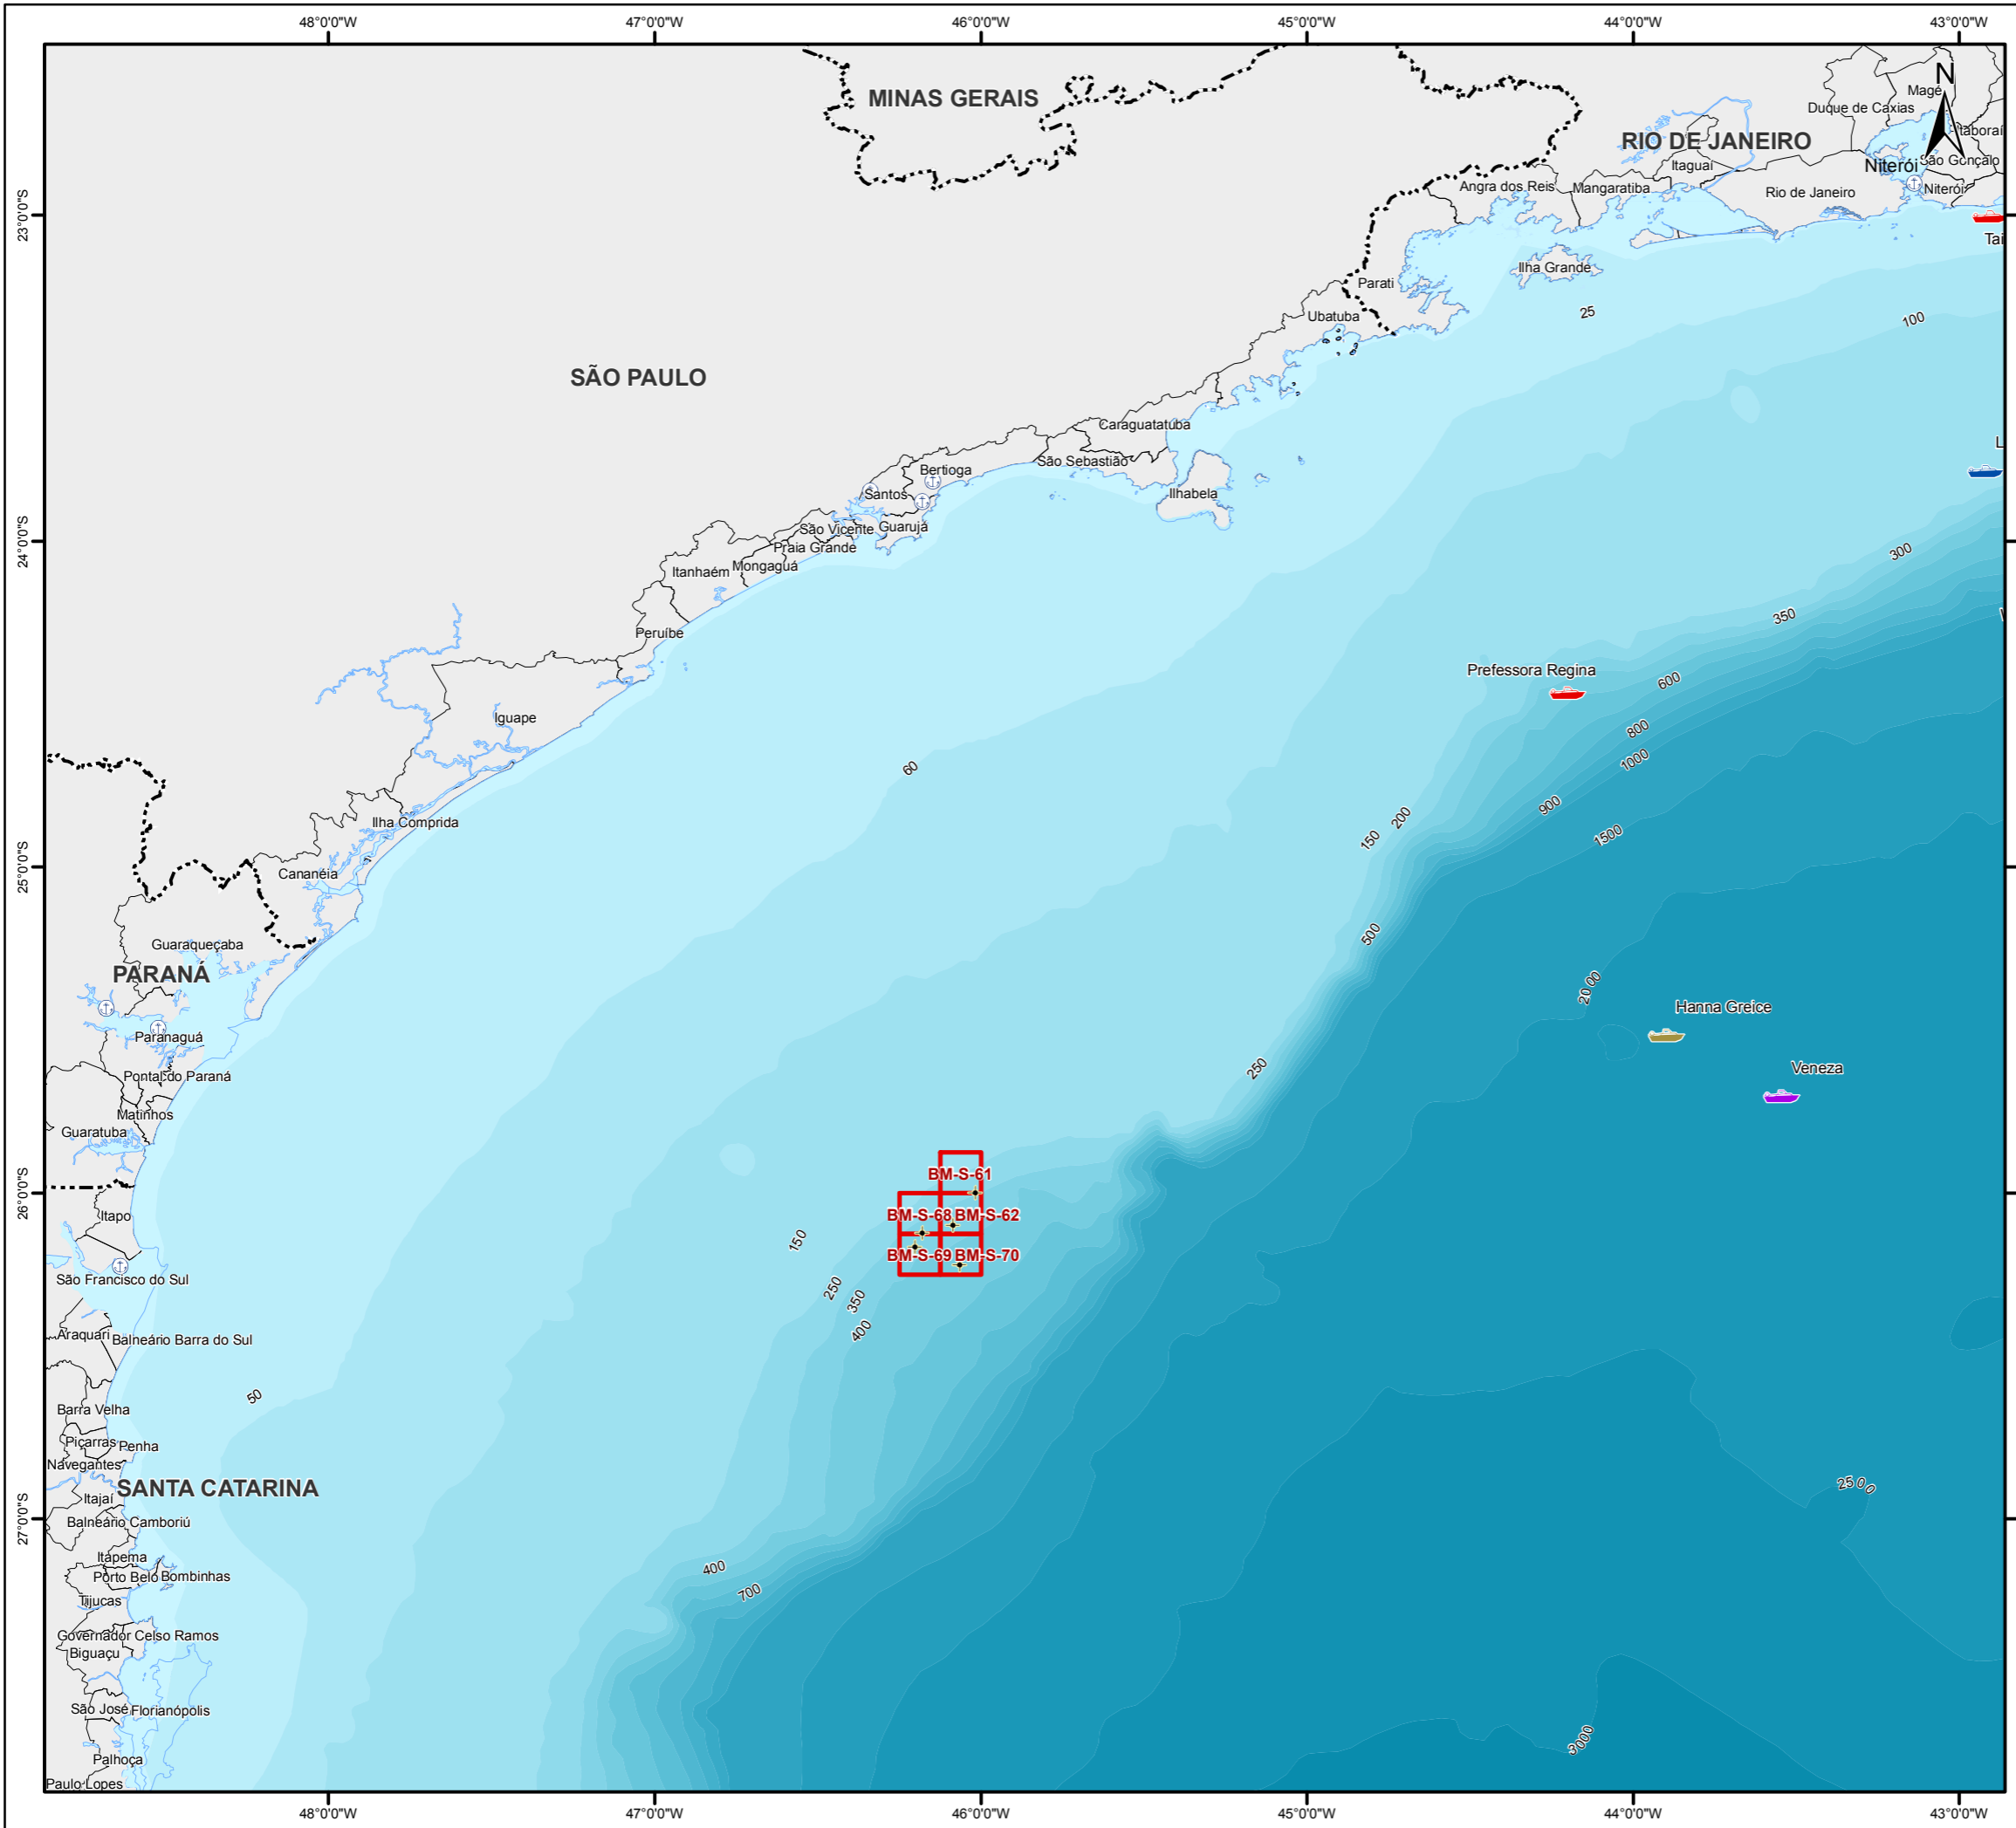 48°0'0"W 47°0'0"W 46°0'0"W 45°0'0"W 44°0'0"W 43°0'0"W
N
MINAS GERAIS
Magé
Duque de Caxias
Itaboraí
RIO DE JANEIRO
Niterói
São Gonçalo
Itaguaí
Angra dos Reis
Mangaratiba
Rio de Janeiro
Niterói
23°0'0"S
Tai
Ilha Grande
Parati
25
Ubatuba
100
SÃO PAULO
Caraguatatuba
L
São Sebastião
Bertioga
Santos
Ilhabela
São Vicente
Guarujá
24°0'0"S
Praia Grande
300
Mongaguá
Itanhaém
350
Peruíbe
Prefessora Regina
600
Iguape
800
1000
60
900
Ilha Comprida
150
200
1500
25°0'0"S
Cananéia
500
Guaraqueçaba
PARANÁ
20 00
Hanna Greice
Paranaguá
250
Veneza
Pontal do Paraná
Matinhos
Guaratuba
BM-S-61
26°0'0"S
Itapo
BM-S-68
BM-S-62
150
BM-S-69
BM-S-70
São Francisco do Sul
250
350
400
Araquari
Balneário Barra do Sul
50
Barra Velha
Piçarras
Penha
Navegantes
SANTA CATARINA
25 0 0
Itajaí
27°0'0"S
Balneário Camboriú
Itapema
400
Porto Belo
Bombinhas
700
Tijucas
Governador Celso Ramos
Biguaçu
São José
Florianópolis
3000
Palhoça
Paulo Lopes
48°0'0"W 47°0'0"W 46°0'0"W 45°0'0"W 44°0'0"W 43°0'0"W